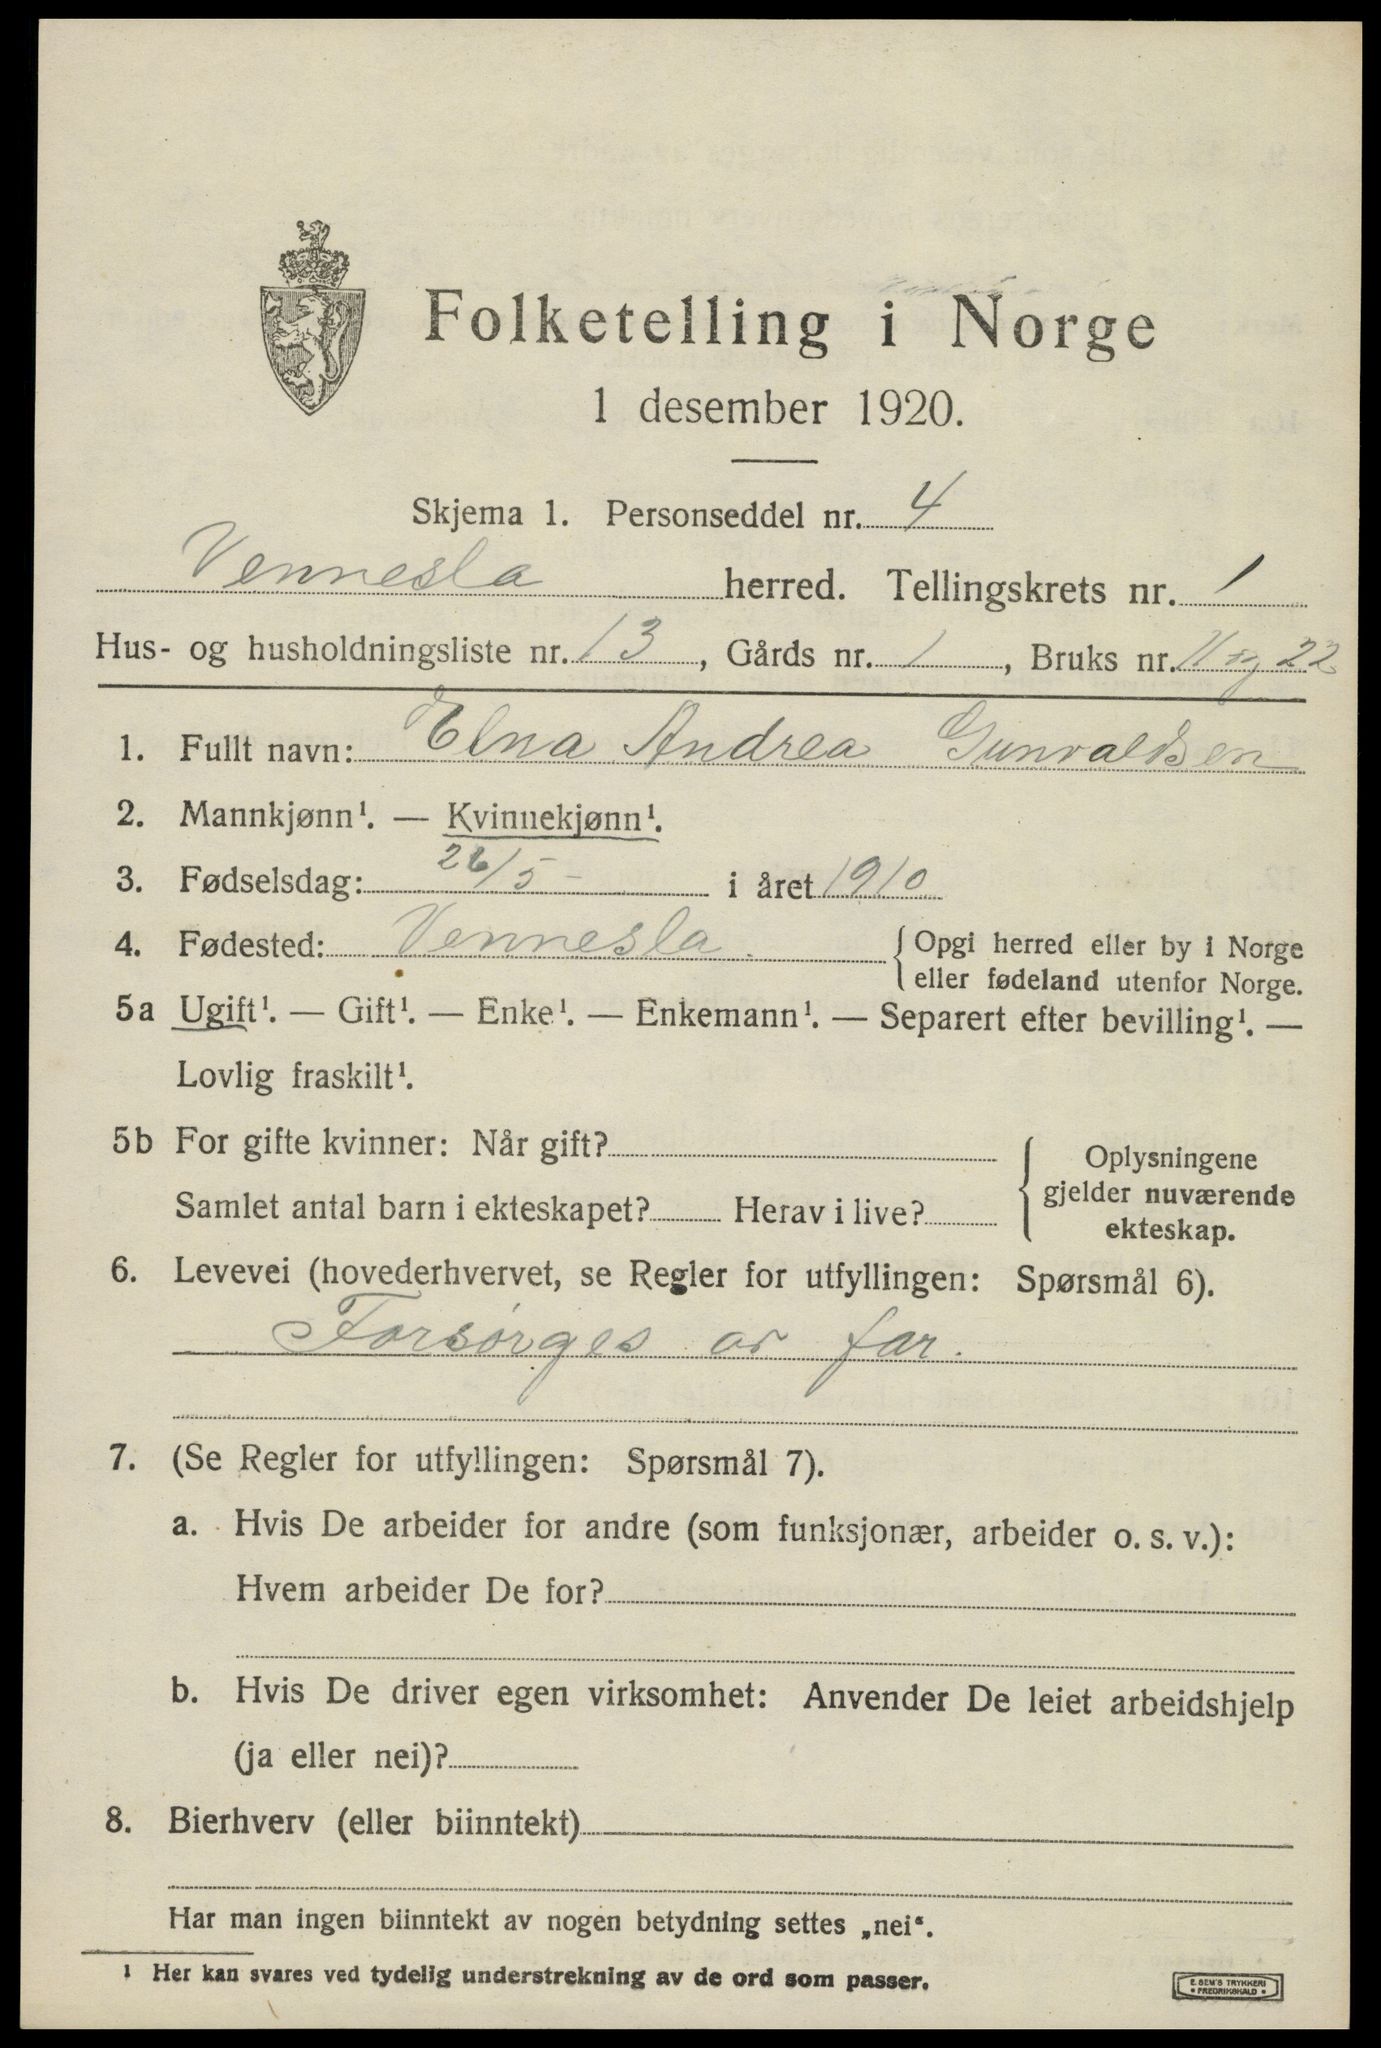 Folketelling i Norge
1 desember 1920.
Skjema 1. Personseddel nr. 4
Vennesla herred. Tellingskrets nr. 1
Hus- og husholdningsliste nr. 13, Gårds nr. 1, Bruks nr. 11 og 22
1. Fullt navn: Elna Andrea Gunvaldsen
2. Mannkjønn¹. — Kvinnekjønn¹.
3. Fødselsdag: 26/5 - i året 1910
4. Fødested: Vennesla. { Opgi herred eller by i Norge
eller fødeland utenfor Norge.
5a Ugift¹. — Gift¹. — Enke¹. — Enkemann¹. — Separert efter bevilling¹. —
Lovlig fraskilt¹.
5b For gifte kvinner: Når gift?
Samlet antal barn i ekteskapet? Herav i live?
{ Oplysningene
gjelder nuværende
ekteskap.
6. Levevei (hovederhvervet, se Regler for utfyllingen: Spørsmål 6).
Forsørges av far.
7. (Se Regler for utfyllingen: Spørsmål 7).
a. Hvis De arbeider for andre (som funksjonær, arbeider o. s. v.):
Hvem arbeider De for?
b. Hvis De driver egen virksomhet: Anvender De leiet arbeidshjelp
(ja eller nei)?
8. Bierhverv (eller biinntekt)
Har man ingen biinntekt av nogen betydning settes „nei“.
¹ Her kan svares ved tydelig understrekning av de ord som passer.
E. SEM'S TRYKKERI
• FREDRIKSHALD •